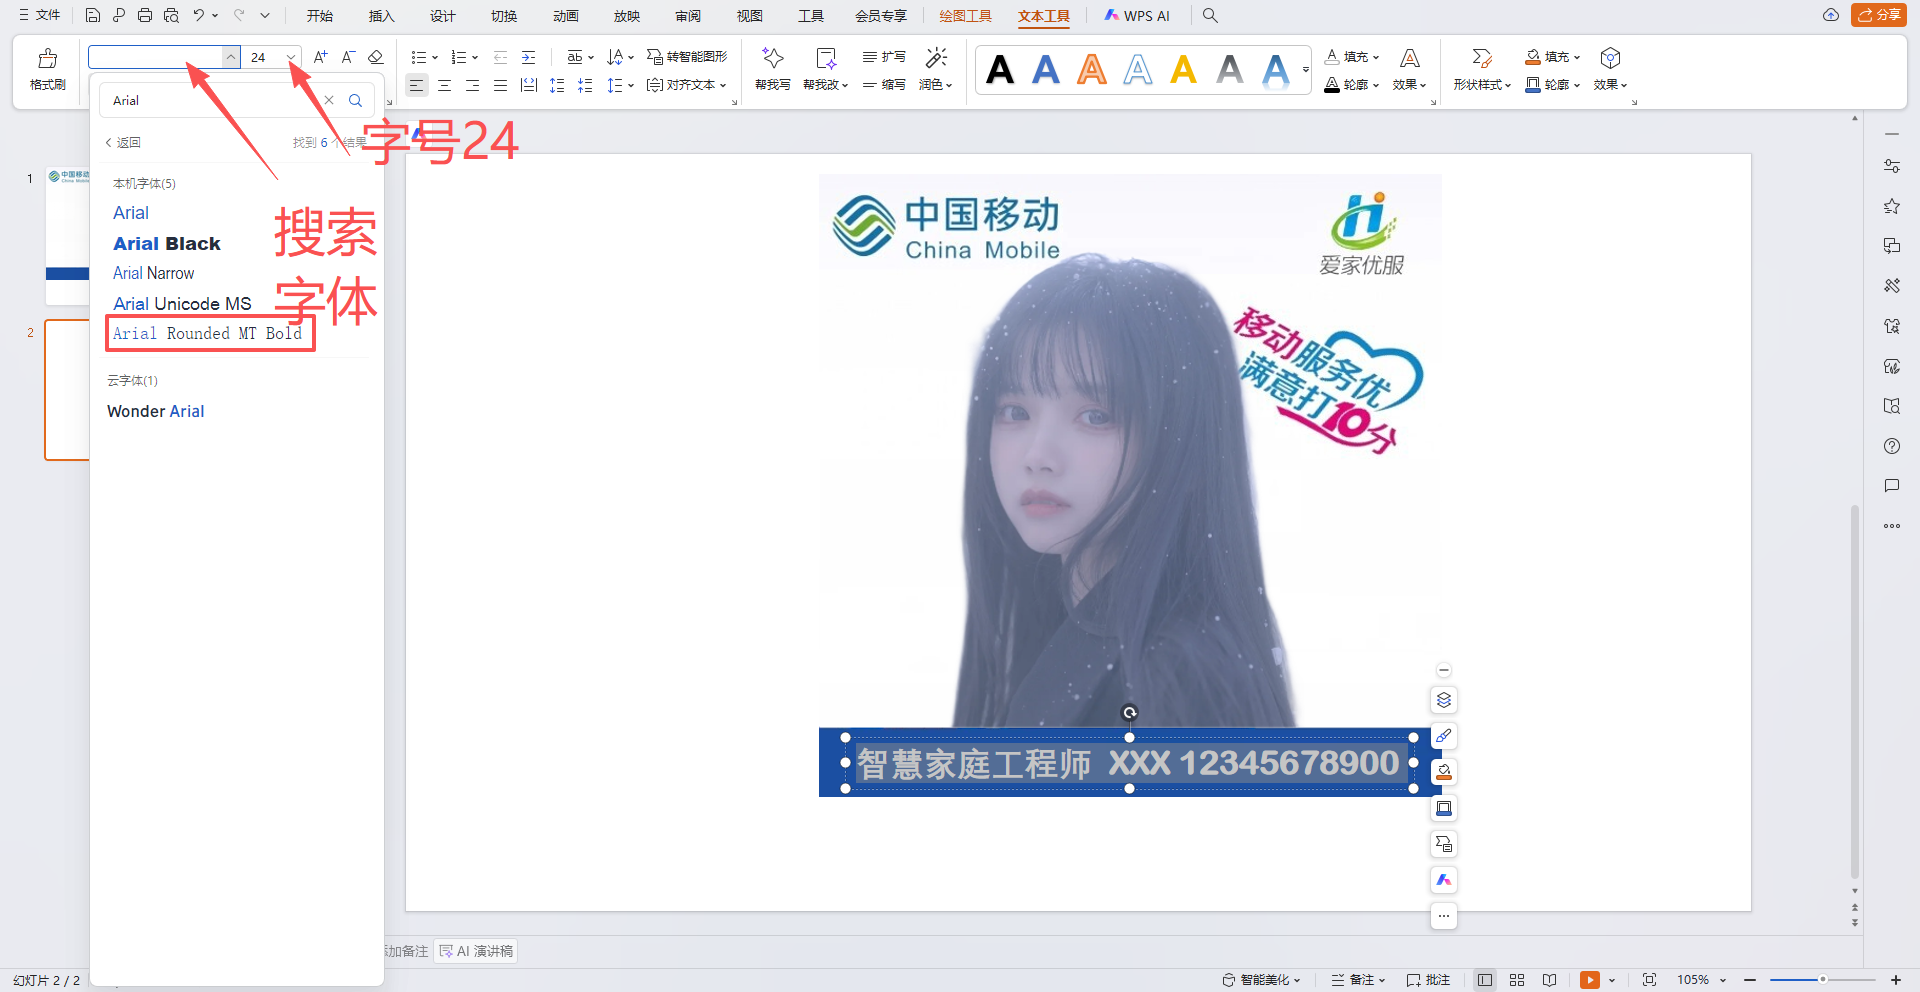 文件
开始
插入
设计
切换
动画
放映
审阅
视图
工具
会员专享
绘图工具
文本工具
WPS AI
分享
格式刷
24
转智能图形
对齐文本
帮我写
帮我改
扩写
缩写
润色
A A A A A A A
填充
轮廓
效果
形状样式
填充
轮廓
效果
Arial
返回
找到 6 个结果
字号24
本机字体(5)
Arial
Arial Black
Arial Narrow
Arial Unicode MS
Arial Rounded MT Bold
搜索
字体
云字体(1)
Wonder Arial
1
中国移动
China Mobile
2
中国移动
China Mobile
爱家优服
移动服务优
满意打10分
智慧家庭工程师 XXX 12345678900
加备注
AI 演讲稿
幻灯片 2 / 2
智能美化
备注
批注
105%